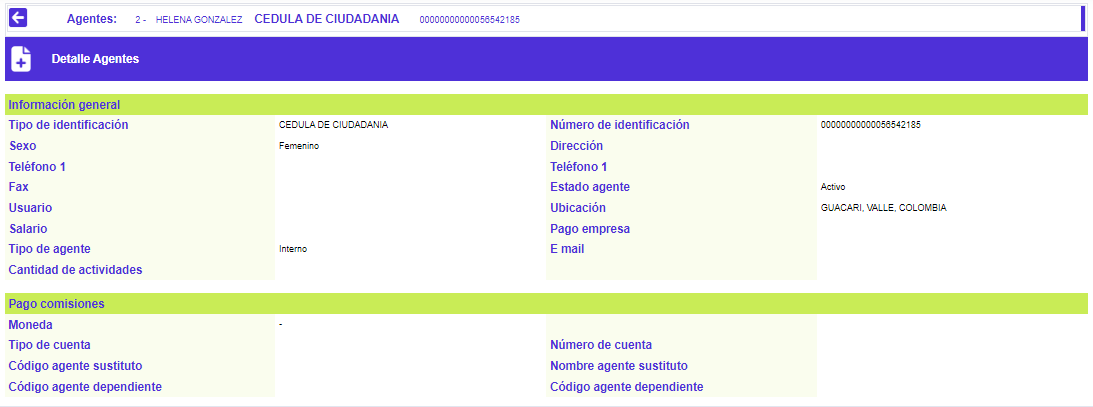 Agentes: 2 - HELENA GONZALEZ CEDULA DE CIUDADANIA 00000000000056542185
Detalle Agentes
Información general
Tipo de identificación CEDULA DE CIUDADANIA Número de identificación 00000000000056542185
Sexo Femenino Dirección
Teléfono 1 Teléfono 1
Fax Estado agente Activo
Usuario Ubicación GUACARI, VALLE, COLOMBIA
Salario Pago empresa
Tipo de agente Interno E mail
Cantidad de actividades
Pago comisiones
Moneda -
Tipo de cuenta Número de cuenta
Código agente sustituto Nombre agente sustituto
Código agente dependiente Código agente dependiente